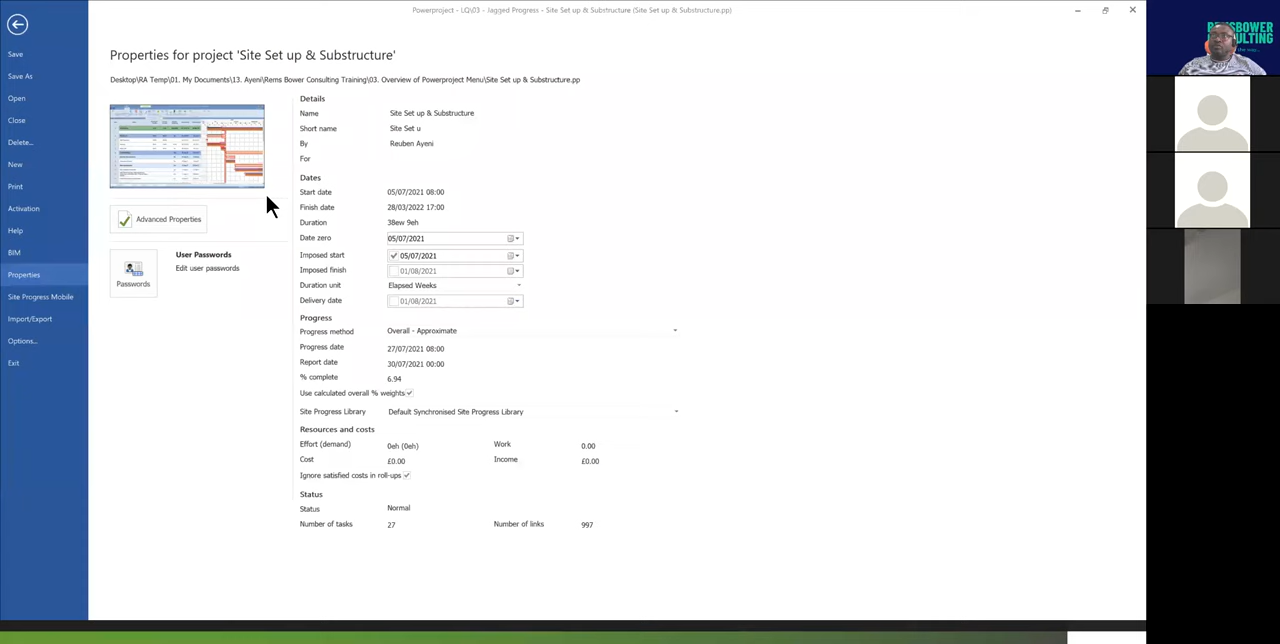 Powerproject - LQ\03 - Jagged Progress - Site Set up & Substructure (Site Set up & Substructure.pp)
Save
Save As
Open
Close
Delete...
New
Print
Activation
Help
BIM
Properties
Site Progress Mobile
Import/Export
Options...
Exit
Properties for project 'Site Set up & Substructure'
Desktop\RA Temp\01. My Documents\13. Ayeni\Rems Bower Consulting Training\03. Overview of Powerproject Menu\Site Set up & Substructure.pp
Advanced Properties
Passwords
User Passwords
Edit user passwords
Details
Name Site Set up & Substructure
Short name Site Set u
By Reuben Ayeni
For
Dates
Start date 05/07/2021 08:00
Finish date 28/03/2022 17:00
Duration 38ew 9eh
Date zero 05/07/2021
Imposed start 05/07/2021
Imposed finish 01/08/2021
Duration unit Elapsed Weeks
Delivery date 01/08/2021
Progress
Progress method Overall - Approximate
Progress date 27/07/2021 08:00
Report date 30/07/2021 00:00
% complete 6.94
Use calculated overall % weights
Site Progress Library Default Synchronised Site Progress Library
Resources and costs
Effort (demand) 0eh (0eh) Work 0.00
Cost £0.00 Income £0.00
Ignore satisfied costs in roll-ups
Status
Status Normal
Number of tasks 27 Number of links 997